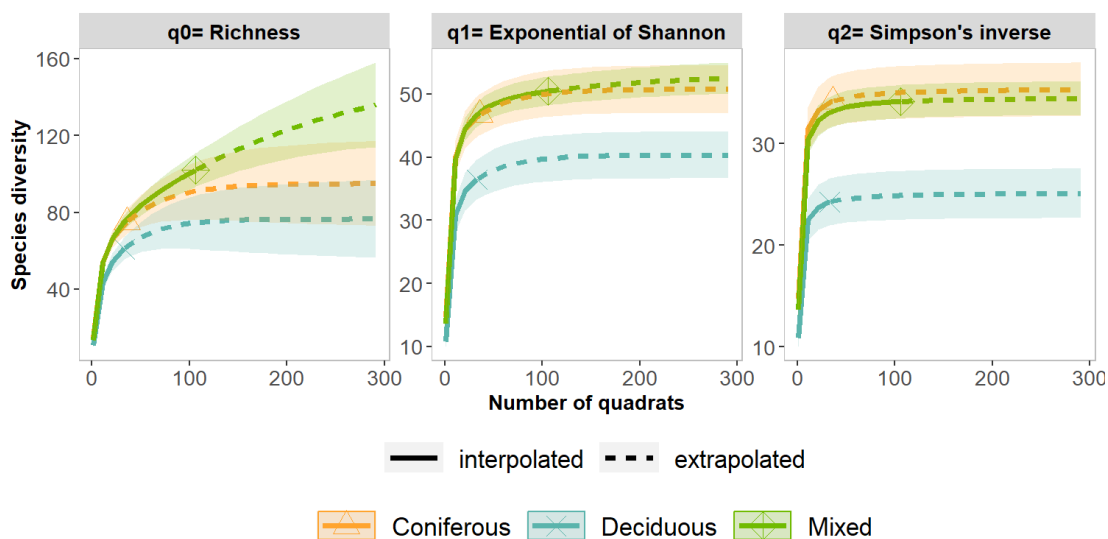 q0= Richness
q1= Exponential of Shannon
q2= Simpson's inverse
Species diversity
160
120
80
40
0
100
200
300
50
40
30
20
10
0
100
200
300
30
20
10
0
100
200
300
Number of quadrats
interpolated
extrapolated
Coniferous
Deciduous
Mixed